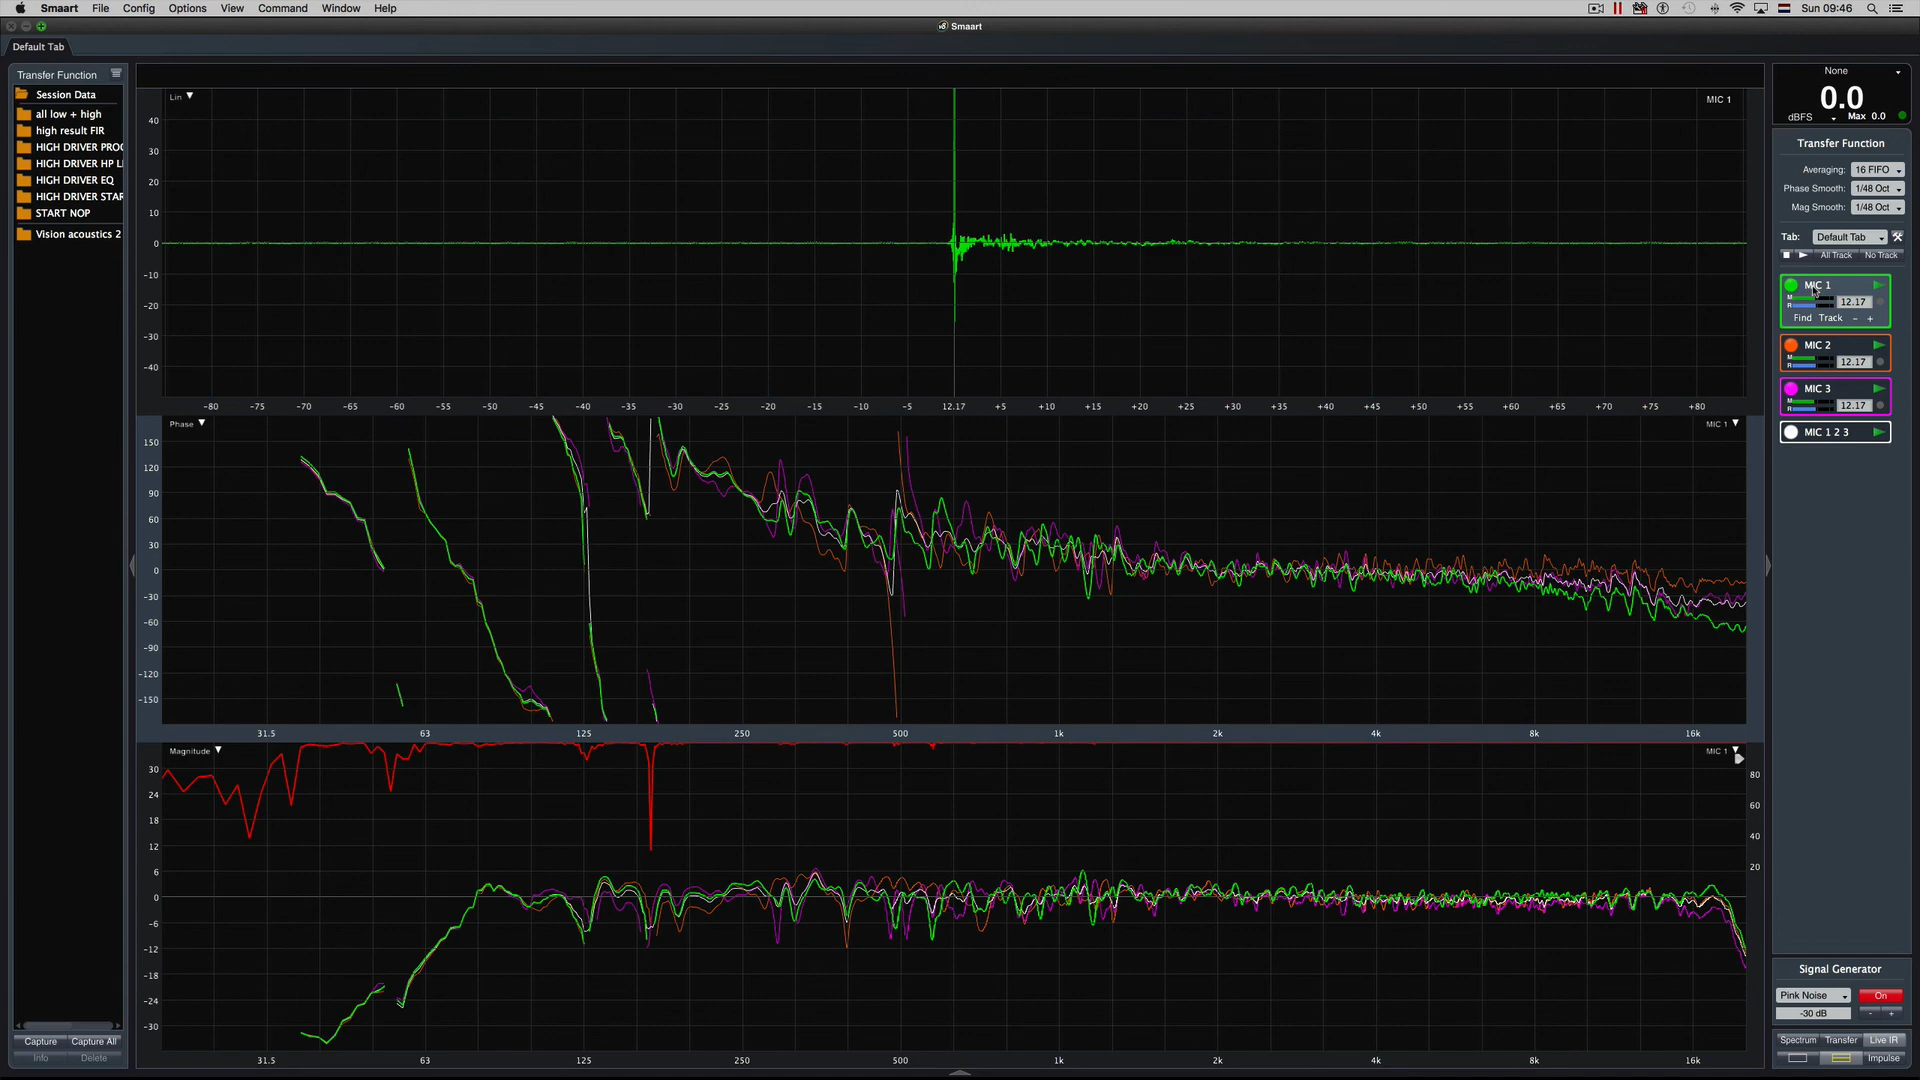 Smaart File Config Options View Command Window Help
Sun 09:46
Smaart
Default Tab
Transfer Function
Session Data
all low + high
high result FIR
HIGH DRIVER PROC
HIGH DRIVER HP L
HIGH DRIVER EQ
HIGH DRIVER STAR
START NOP
Vision acoustics 2
Capture Capture All
Info Delete
Lin
MIC 1
40
30
20
10
0
-10
-20
-30
-40
-80 -75 -70 -65 -60 -55 -50 -45 -40 -35 -30 -25 -20 -15 -10 -5 12.17 +5 +10 +15 +20 +25 +30 +35 +40 +45 +50 +55 +60 +65 +70 +75 +80
Phase
MIC 1
150
120
90
60
30
0
-30
-60
-90
-120
-150
31.5 63 125 250 500 1k 2k 4k 8k 16k
Magnitude
MIC 1
30
24
18
12
6
0
-6
-12
-18
-24
-30
80
60
40
20
31.5 63 125 250 500 1k 2k 4k 8k 16k
None
0.0
dBFS Max 0.0
Transfer Function
Averaging: 16 FIFO
Phase Smooth: 1/48 Oct
Mag Smooth: 1/48 Oct
Tab: Default Tab
All Track No Track
MIC 1
M
R 12.17
Find Track - +
MIC 2
M
R 12.17
MIC 3
M
R 12.17
MIC 1 2 3
Signal Generator
Pink Noise On
-30 dB - +
Spectrum Transfer Live IR
Impulse